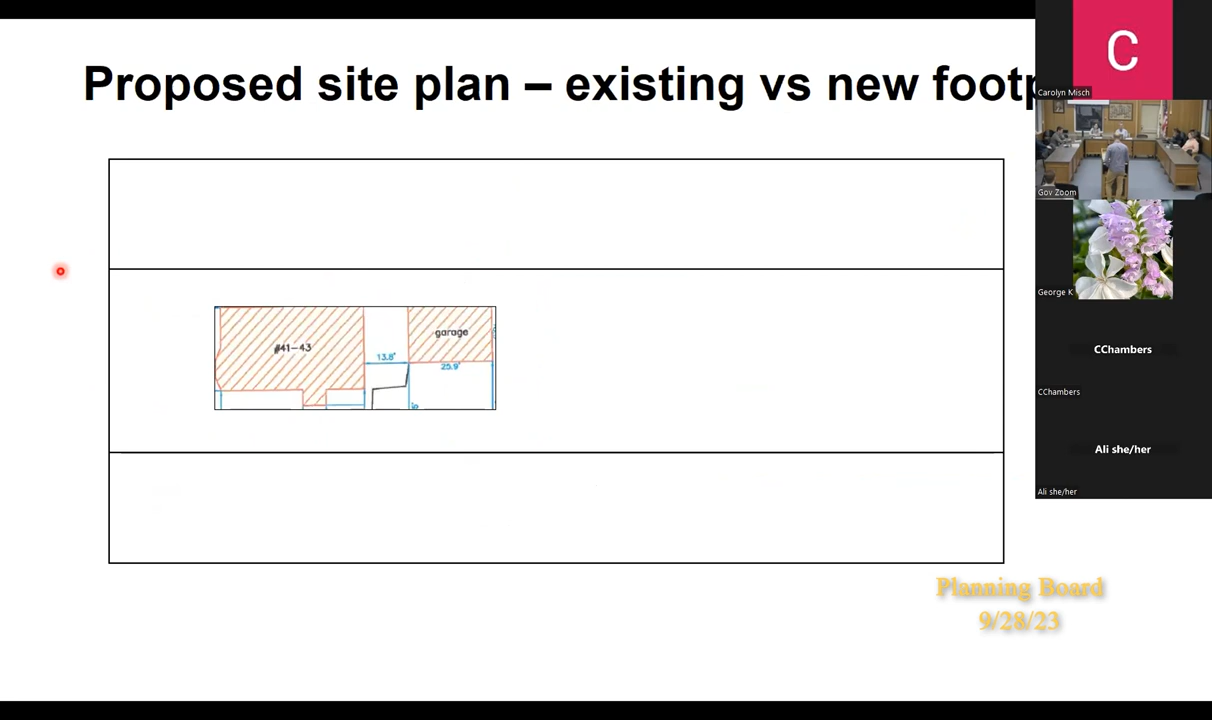 Proposed site plan – existing vs new footp
C
Carolyn Misch
Gov Zoom
George K
CChambers
CChambers
Ali she/her
Ali she/her
#41-43
garage
13.8'
25.9'
Planning Board
9/28/23